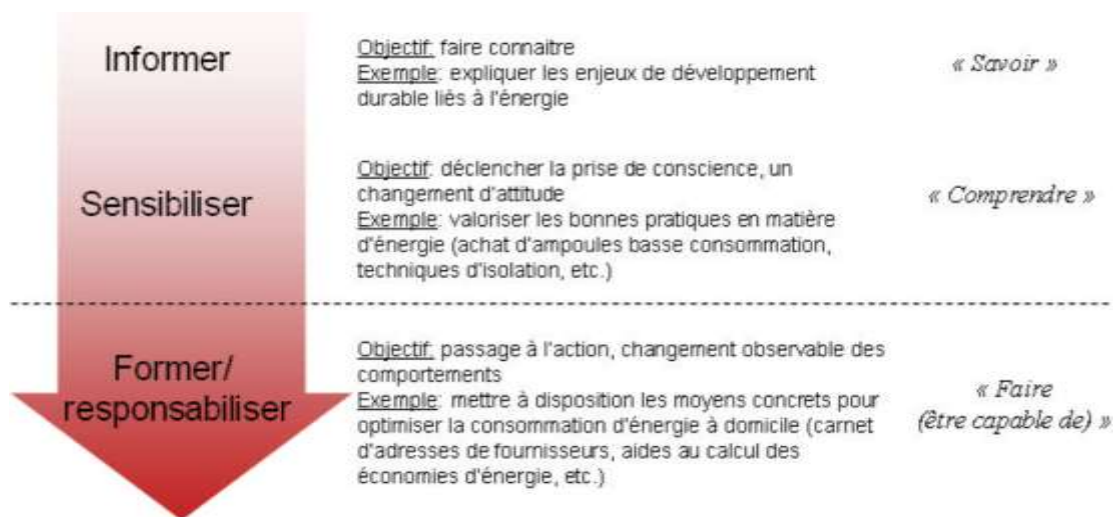 Informer
Objectif: faire connaitre
Exemple: expliquer les enjeux de développement
durable liés à l'énergie
« Savoir »
Sensibiliser
Objectif: déclencher la prise de conscience, un
changement d'attitude
Exemple: valoriser les bonnes pratiques en matière
d'énergie (achat d'ampoules basse consommation,
techniques d'isolation, etc.)
« Comprendre »
Former/
responsabiliser
Objectif: passage à l'action, changement observable des
comportements
Exemple: mettre à disposition les moyens concrets pour
optimiser la consommation d'énergie à domicile (carnet
d'adresses de fournisseurs, aides au calcul des
économies d'énergie, etc.)
« Faire
(être capable de) »